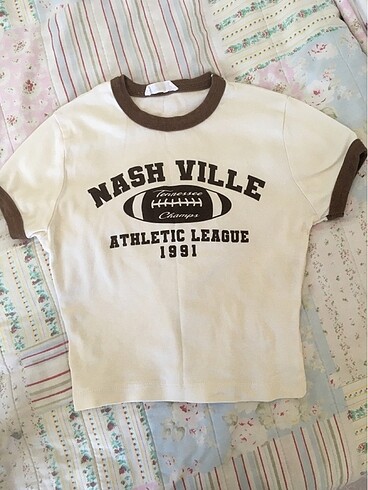 NASH VILLE
Tennessee
Champs
ATHLETIC LEAGUE
1991